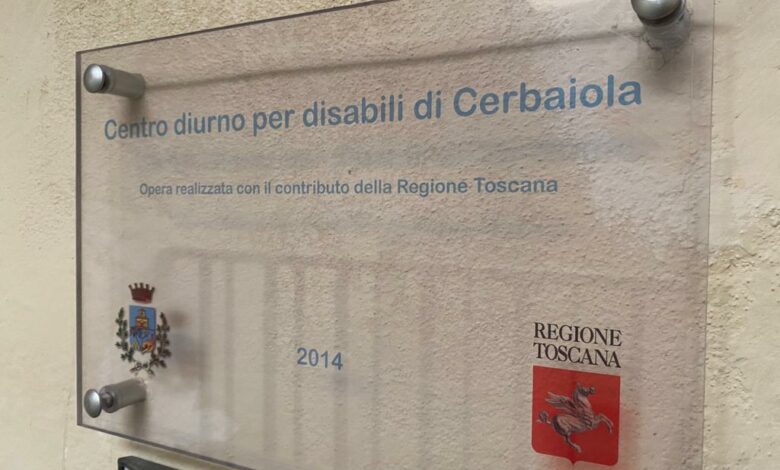 Centro diurno per disabili di Cerbaiola
Opera realizzata con il contributo della Regione Toscana
2014
REGIONE
TOSCANA